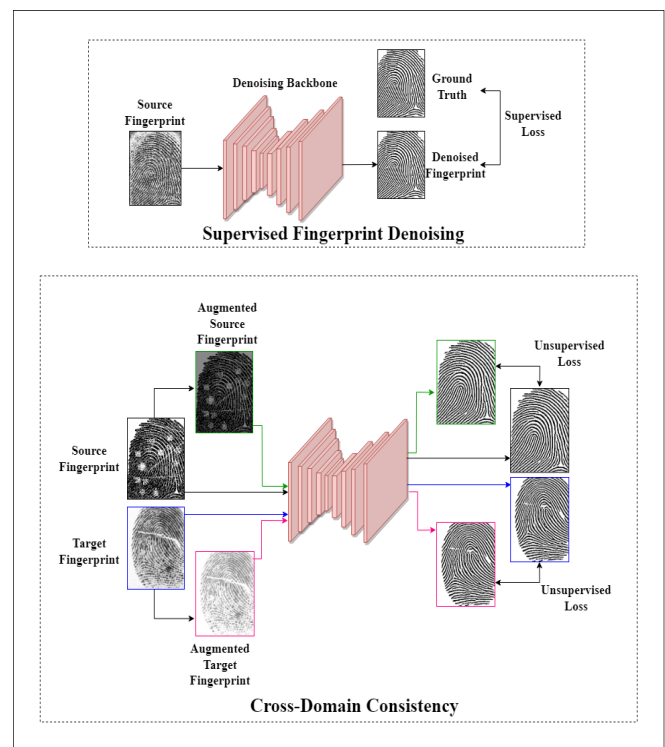 Denoising Backbone
Source
Fingerprint
Ground
Truth
Supervised
Loss
Denoised
Fingerprint
Supervised Fingerprint Denoising
Augmented
Source
Fingerprint
Unsupervised
Loss
Source
Fingerprint
Target
Fingerprint
Augmented
Target
Fingerprint
Unsupervised
Loss
Cross-Domain Consistency